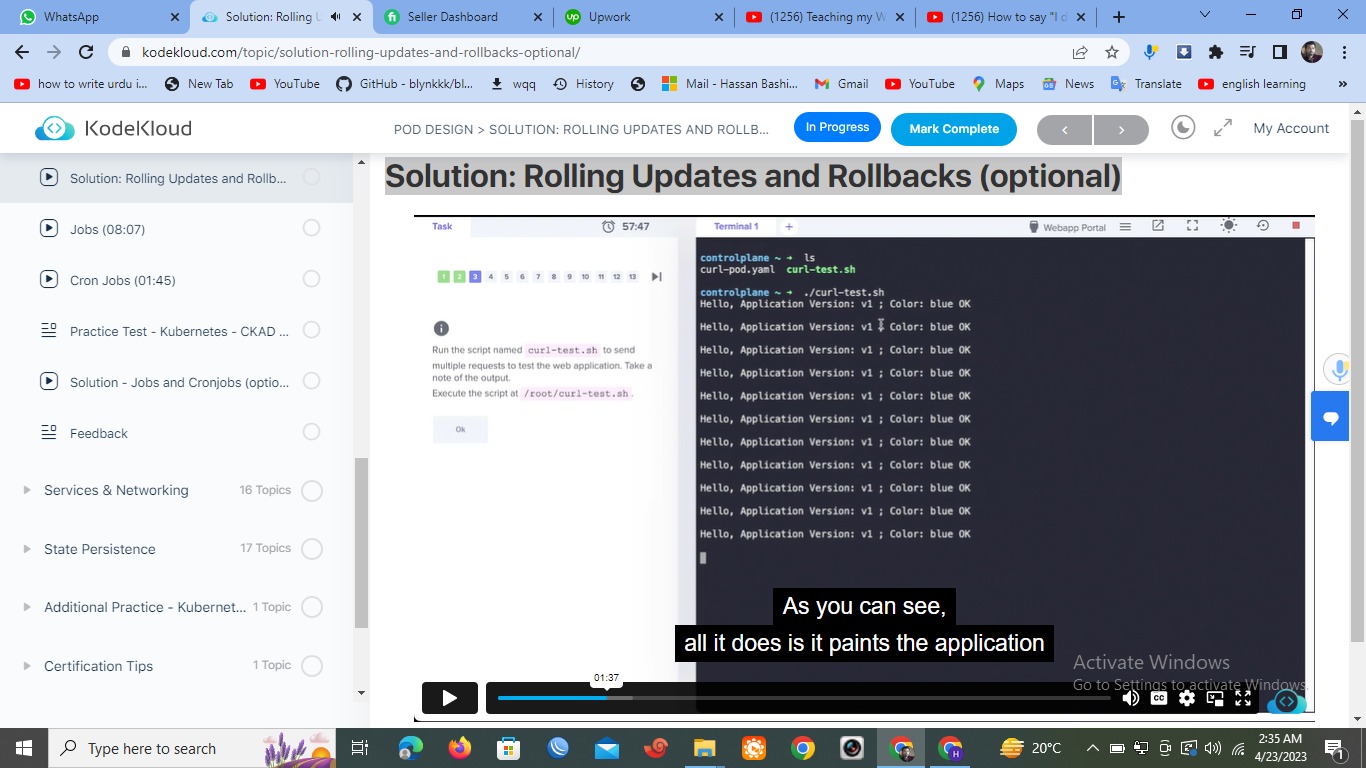 WhatsApp
Solution: Rolling U
Seller Dashboard
Upwork
(1256) Teaching my W
(1256) How to say "I d
kodekloud.com/topic/solution-rolling-updates-and-rollbacks-optional/
how to write urdu i...
New Tab
YouTube
GitHub - blynkkk/bl...
wqq
History
Mail - Hassan Bashi...
Gmail
YouTube
Maps
News
Translate
english learning
»
KodeKloud
POD DESIGN > SOLUTION: ROLLING UPDATES AND ROLLB...
In Progress
Mark Complete
My Account
Solution: Rolling Updates and Rollb...
Jobs (08:07)
Cron Jobs (01:45)
Practice Test - Kubernetes - CKAD ...
Solution - Jobs and Cronjobs (optio...
Feedback
Services & Networking 16 Topics
State Persistence 17 Topics
Additional Practice - Kubernet... 1 Topic
Certification Tips 1 Topic
Solution: Rolling Updates and Rollbacks (optional)
Task
57:47
1 2 3 4 5 6 7 8 9 10 11 12 13
Run the script named curl-test.sh to send
multiple requests to test the web application. Take a
note of the output.
Execute the script at /root/curl-test.sh.
Ok
Terminal 1 +
Webapp Portal
controlplane ~ ➜ ls
curl-pod.yaml curl-test.sh
controlplane ~ ➜ ./curl-test.sh
Hello, Application Version: v1 ; Color: blue OK
Hello, Application Version: v1 ; Color: blue OK
Hello, Application Version: v1 ; Color: blue OK
Hello, Application Version: v1 ; Color: blue OK
Hello, Application Version: v1 ; Color: blue OK
Hello, Application Version: v1 ; Color: blue OK
Hello, Application Version: v1 ; Color: blue OK
Hello, Application Version: v1 ; Color: blue OK
Hello, Application Version: v1 ; Color: blue OK
Hello, Application Version: v1 ; Color: blue OK
Hello, Application Version: v1 ; Color: blue OK
As you can see,
all it does is it paints the application
01:37
CC
Activate Windows
Go to Settings to activate Windows.
Type here to search
20°C
2:35 AM
4/23/2023
1